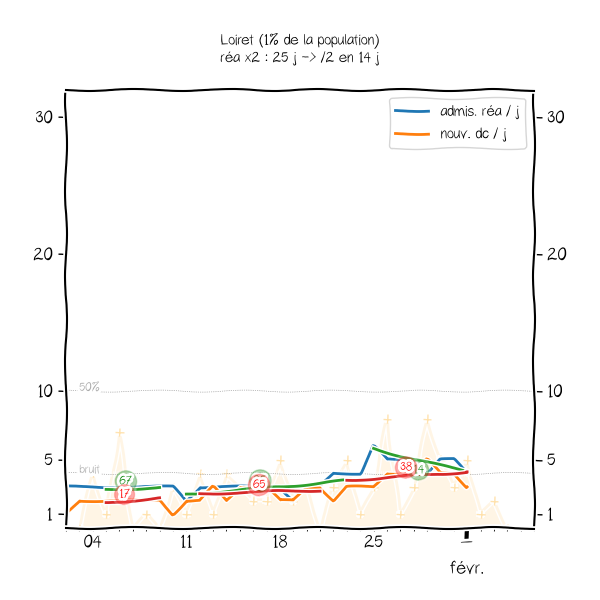 Loiret (1% de la population)
réa x2 : 25 j -> /2 en 14 j
admis. réa / j
nouv. dc / j
30 30
20 20
10 10
50%
5 5
bruit
67 65 38 14
17
1 1
04 11 18 25 1
févr.